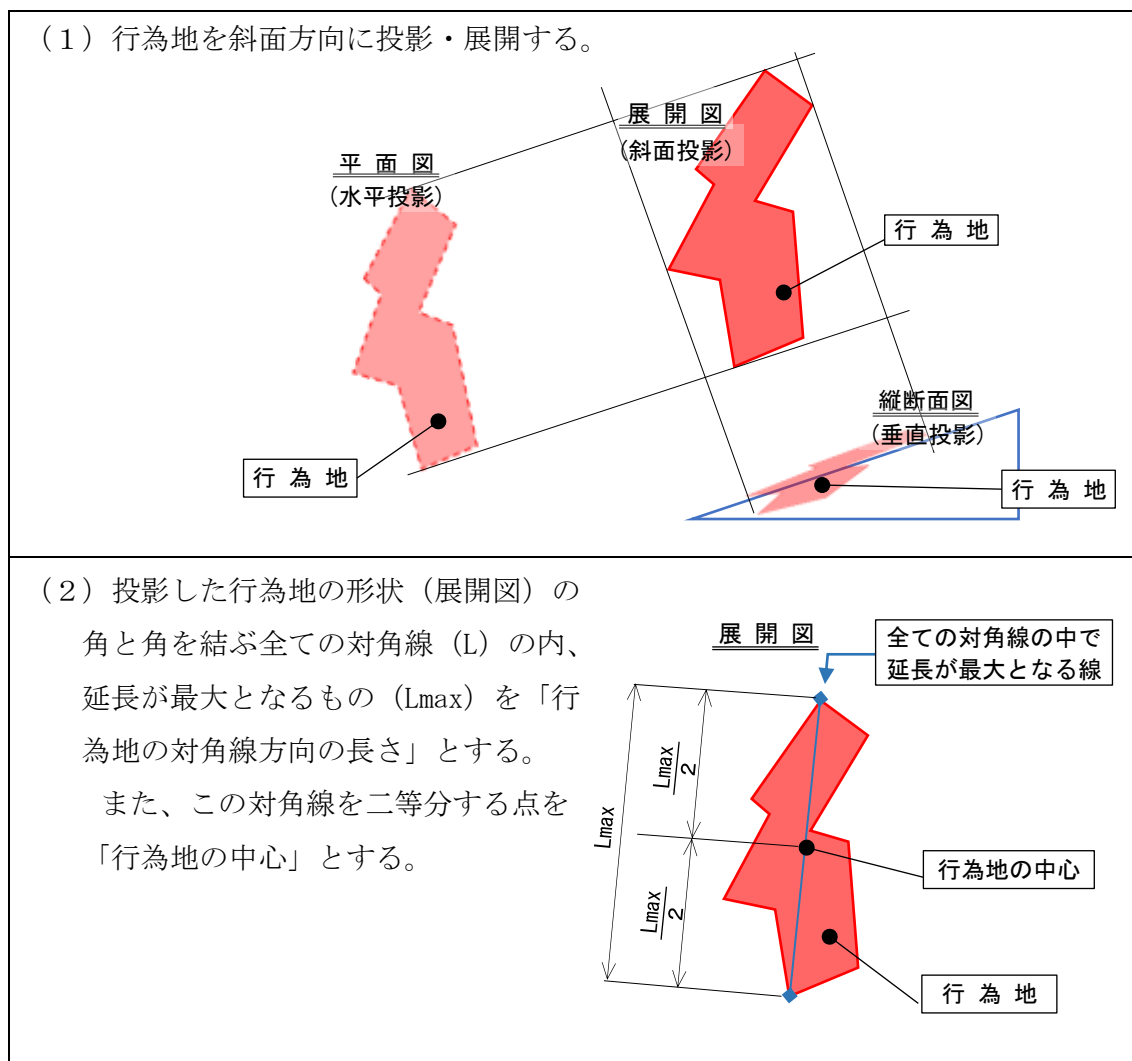 （１）行為地を斜面方向に投影・展開する。
展 開 図
（斜面投影）
平 面 図
（水平投影）
行 為 地
縦断面図
（垂直投影）
行 為 地
行 為 地
（２）投影した行為地の形状（展開図）の
角と角を結ぶ全ての対角線（L）の内、
延長が最大となるもの（Lmax）を「行
為地の対角線方向の長さ」とする。
また、この対角線を二等分する点を
「行為地の中心」とする。
展 開 図
全ての対角線の中で
延長が最大となる線
Lmax
2
Lmax
Lmax
2
行為地の中心
行 為 地